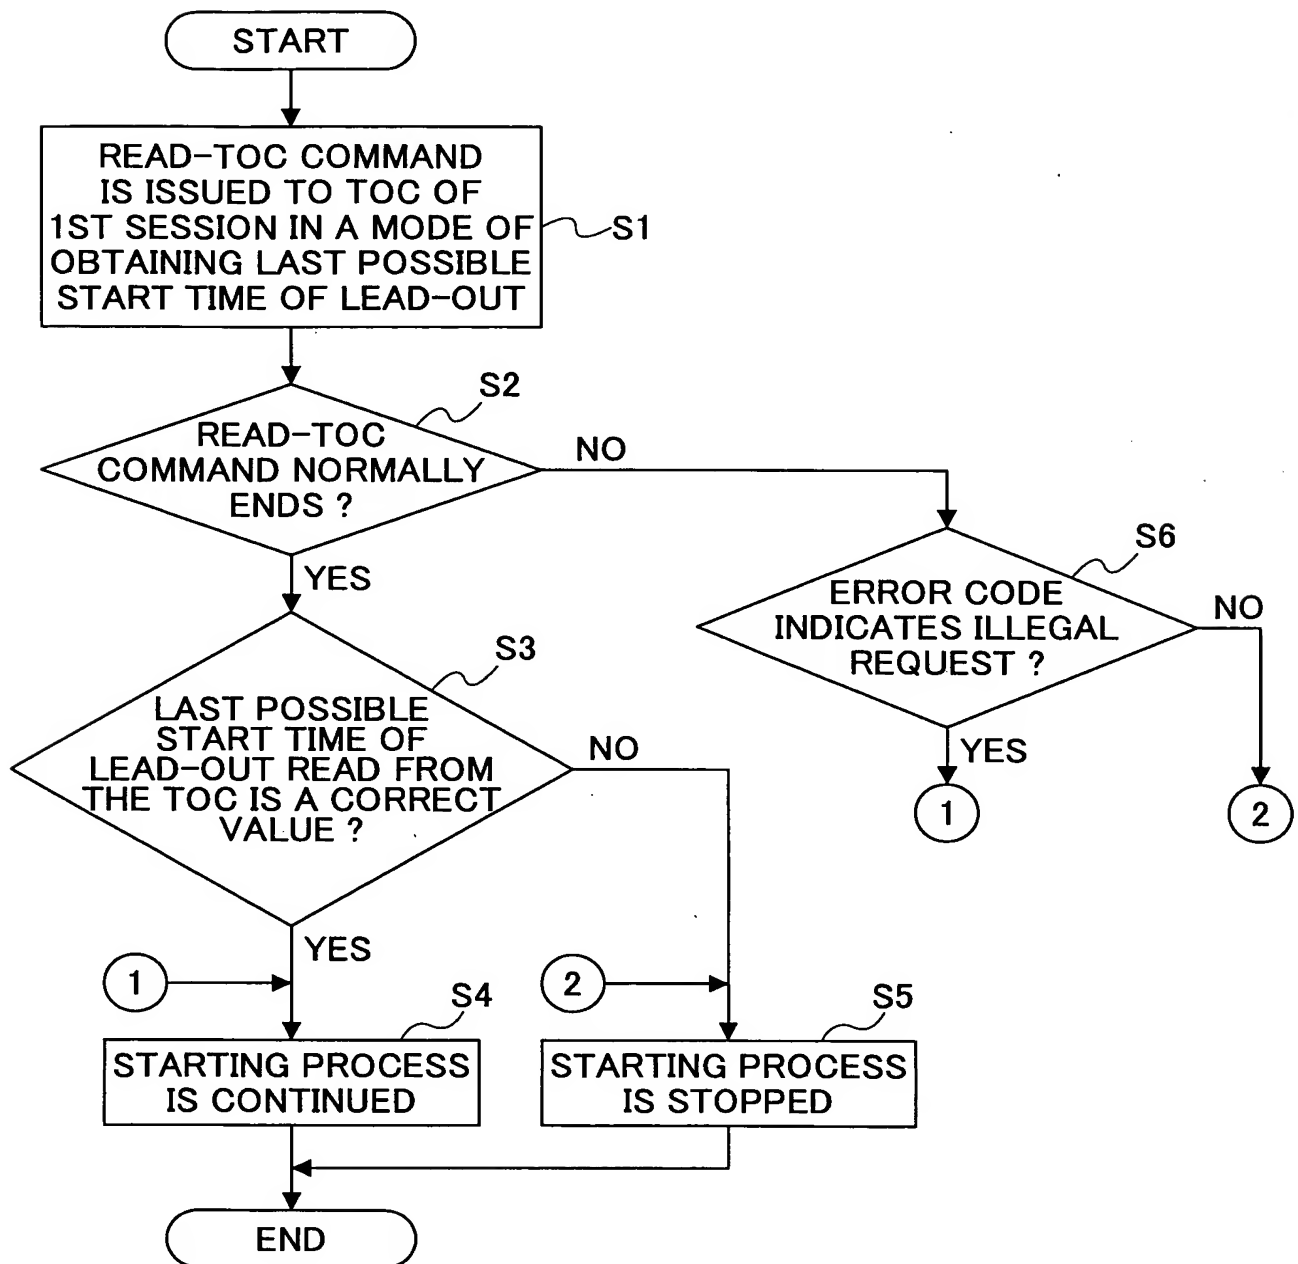 START
READ-TOC COMMAND
IS ISSUED TO TOC OF
1ST SESSION IN A MODE OF
OBTAINING LAST POSSIBLE
START TIME OF LEAD-OUT
S1
S2
READ-TOC
COMMAND NORMALLY
ENDS ?
NO
YES
S6
ERROR CODE
INDICATES ILLEGAL
REQUEST ?
NO
YES
1
2
S3
LAST POSSIBLE
START TIME OF
LEAD-OUT READ FROM
THE TOC IS A CORRECT
VALUE ?
NO
YES
1
2
S4
STARTING PROCESS
IS CONTINUED
S5
STARTING PROCESS
IS STOPPED
END